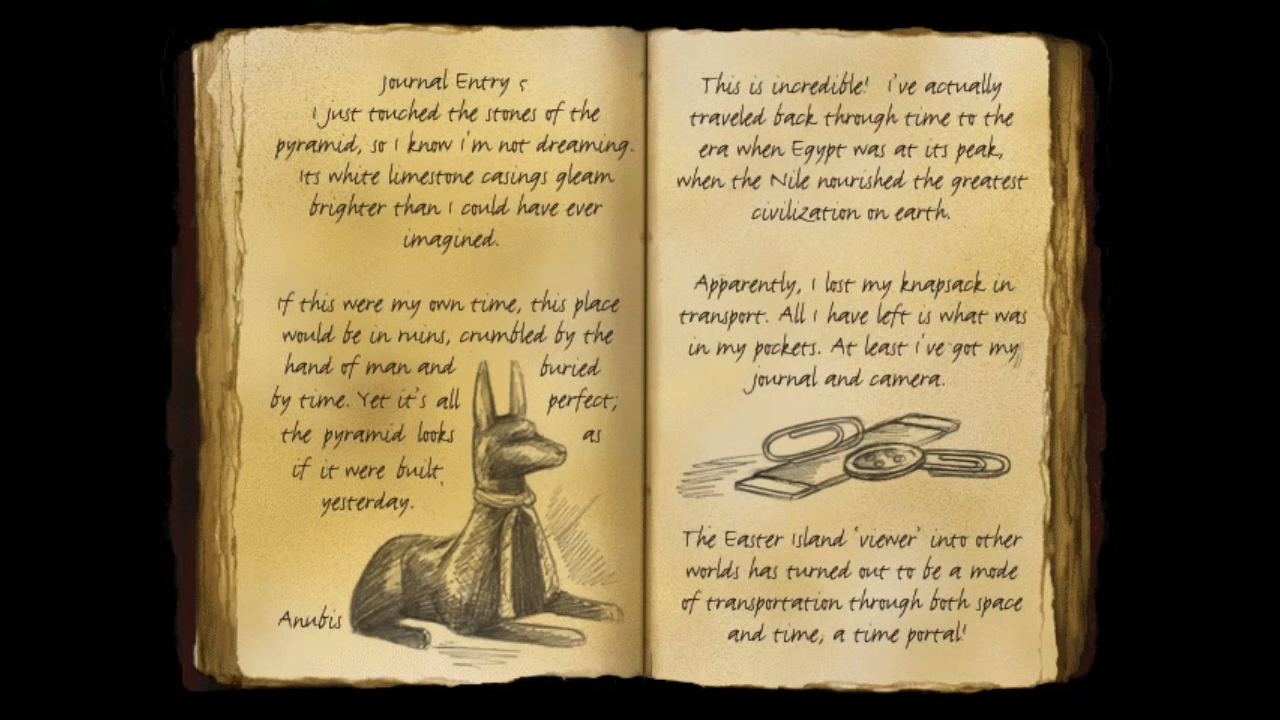 Journal Entry 5
I just touched the stones of the
pyramid, so I know I'm not dreaming.
Its white limestone casings gleam
brighter than I could have ever
imagined.
If this were my own time, this place
would be in ruins, crumbled by the
hand of man and buried
by time. Yet it's all perfect;
the pyramid looks as
if it were built
yesterday.
Anubis
This is incredible! I've actually
traveled back through time to the
era when Egypt was at its peak,
when the Nile nourished the greatest
civilization on earth.
Apparently, I lost my knapsack in
transport. All I have left is what was
in my pockets. At least I've got my
journal and camera.
The Easter Island 'viewer' into other
worlds has turned out to be a mode
of transportation through both space
and time, a time portal!